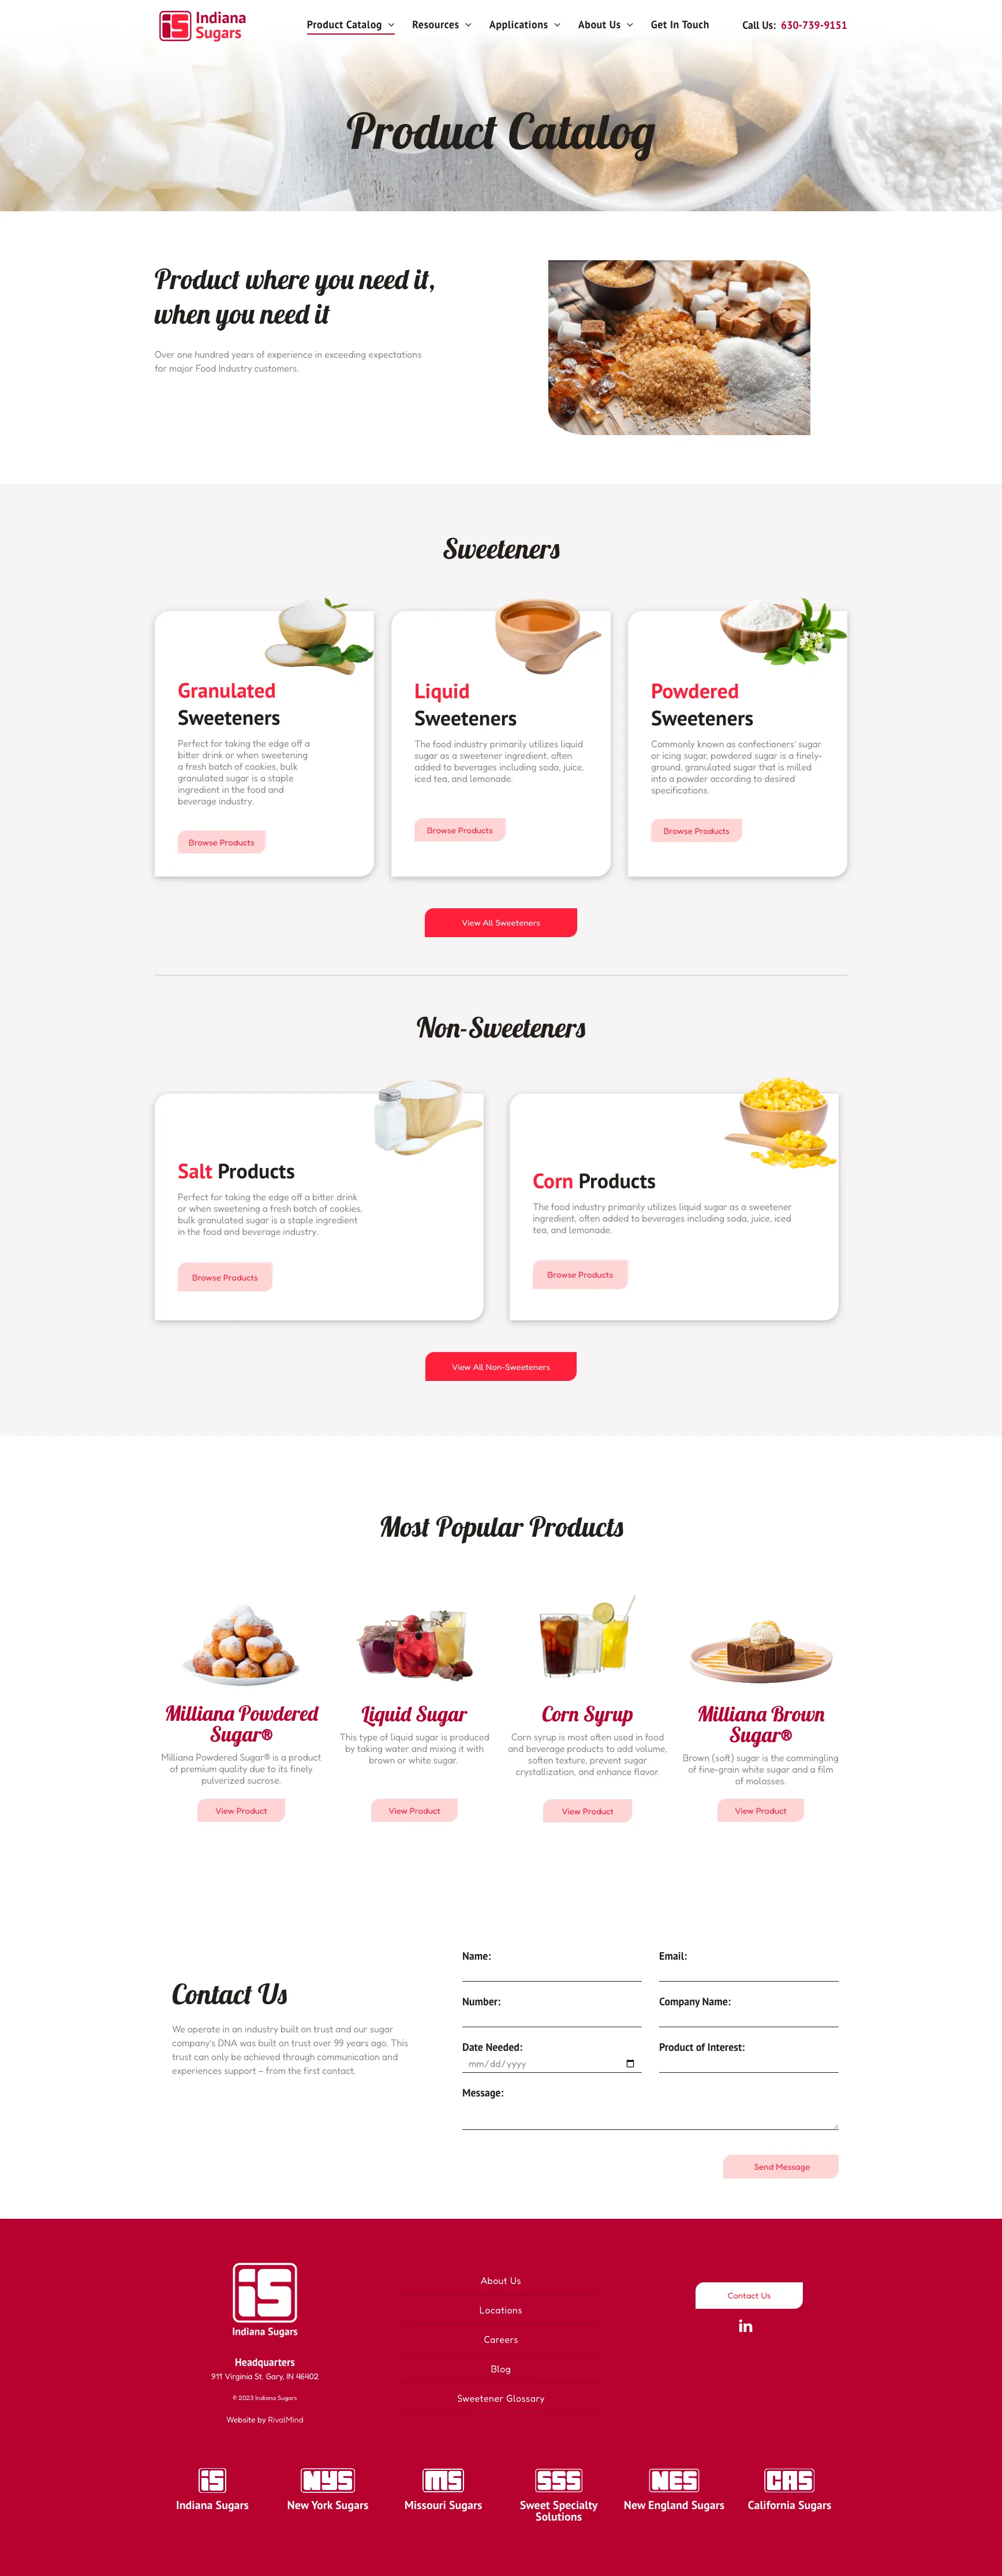 iS Indiana Sugars
Product Catalog
Resources
Applications
About Us
Get In Touch
Call Us: 630-739-9151
Product Catalog
Product where you need it,
when you need it
Over one hundred years of experience in exceeding expectations
for major Food Industry customers.
Sweeteners
Granulated
Sweeteners
Perfect for taking the edge off a
bitter drink or when sweetening
a fresh batch of cookies, bulk
granulated sugar is a staple
ingredient in the food and
beverage industry.
Browse Products
Liquid
Sweeteners
The food industry primarily utilizes liquid
sugar as a sweetener ingredient, often
added to beverages including soda, juice,
iced tea, and lemonade.
Browse Products
Powdered
Sweeteners
Commonly known as confectioners' sugar
or icing sugar, powdered sugar is a finely-
ground, granulated sugar that is milled
into a powder according to desired
specifications.
Browse Products
View All Sweeteners
Non-Sweeteners
Salt Products
Perfect for taking the edge off a bitter drink
or when sweetening a fresh batch of cookies,
bulk granulated sugar is a staple ingredient
in the food and beverage industry.
Browse Products
Corn Products
The food industry primarily utilizes liquid sugar as a sweetener
ingredient, often added to beverages including soda, juice, iced
tea, and lemonade.
Browse Products
View All Non-Sweeteners
Most Popular Products
Milliana Powdered
Sugar®
Milliana Powdered Sugar® is a product
of premium quality due to its finely
pulverized sucrose.
View Product
Liquid Sugar
This type of liquid sugar is produced
by taking water and mixing it with
brown or white sugar.
View Product
Corn Syrup
Corn syrup is most often used in food
and beverage products to add volume,
soften texture, prevent sugar
crystallization, and enhance flavor.
View Product
Milliana Brown
Sugar®
Brown (soft) sugar is the commingling
of fine-grain white sugar and a film
of molasses.
View Product
Contact Us
We operate in an industry built on trust and our sugar
company's DNA was built on trust over 99 years ago. This
trust can only be achieved through communication and
experiences support – from the first contact.
Name:
Email:
Number:
Company Name:
Date Needed:
mm/dd/yyyy
Product of Interest:
Message:
Send Message
iS
Indiana Sugars
Headquarters
911 Virginia St. Gary, IN 46402
© 2023 Indiana Sugars
Website by RivalMind
About Us
Locations
Careers
Blog
Sweetener Glossary
Contact Us
in
iS
Indiana Sugars
NYS
New York Sugars
MS
Missouri Sugars
SSS
Sweet Specialty
Solutions
NES
New England Sugars
CAS
California Sugars